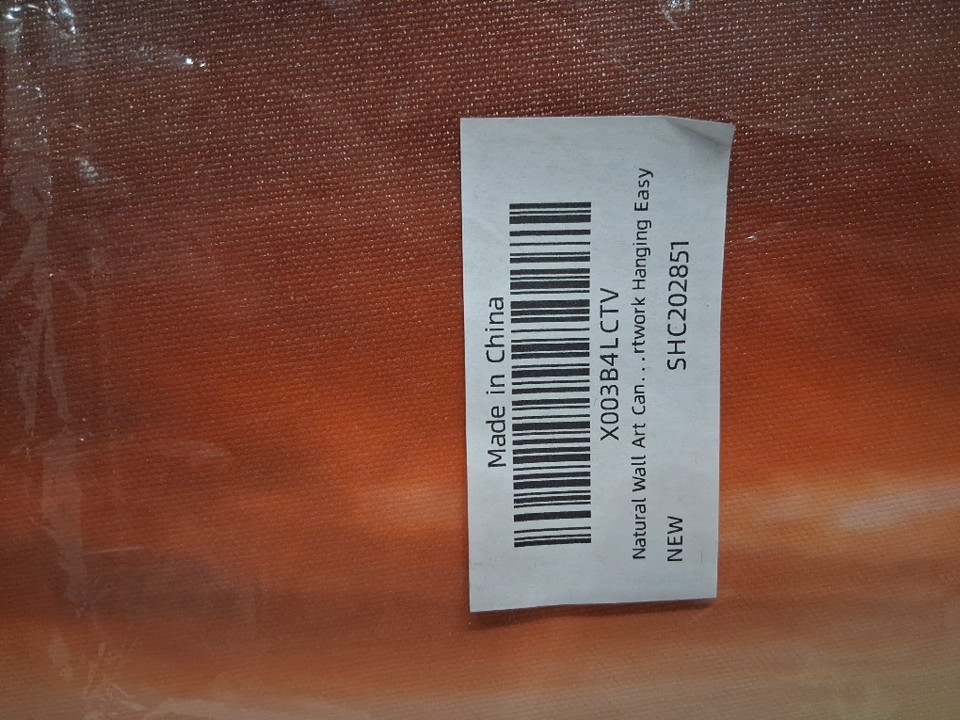 Made in China
X003B4LCTV
Natural Wall Art Can...rtwork Hanging Easy
NEW SHC202851